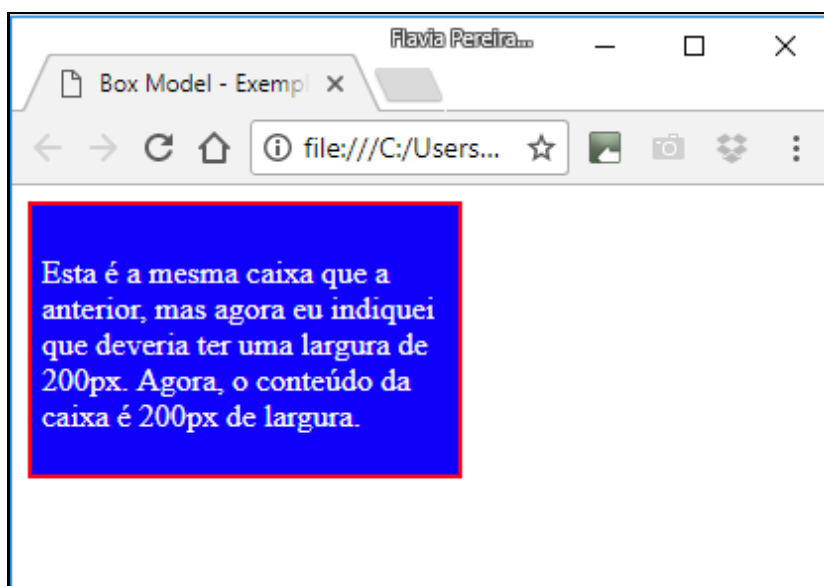 Flavia Pereira...
Box Model - Exempl
file:///C:/Users...
Esta é a mesma caixa que a
anterior, mas agora eu indiquei
que deveria ter uma largura de
200px. Agora, o conteúdo da
caixa é 200px de largura.